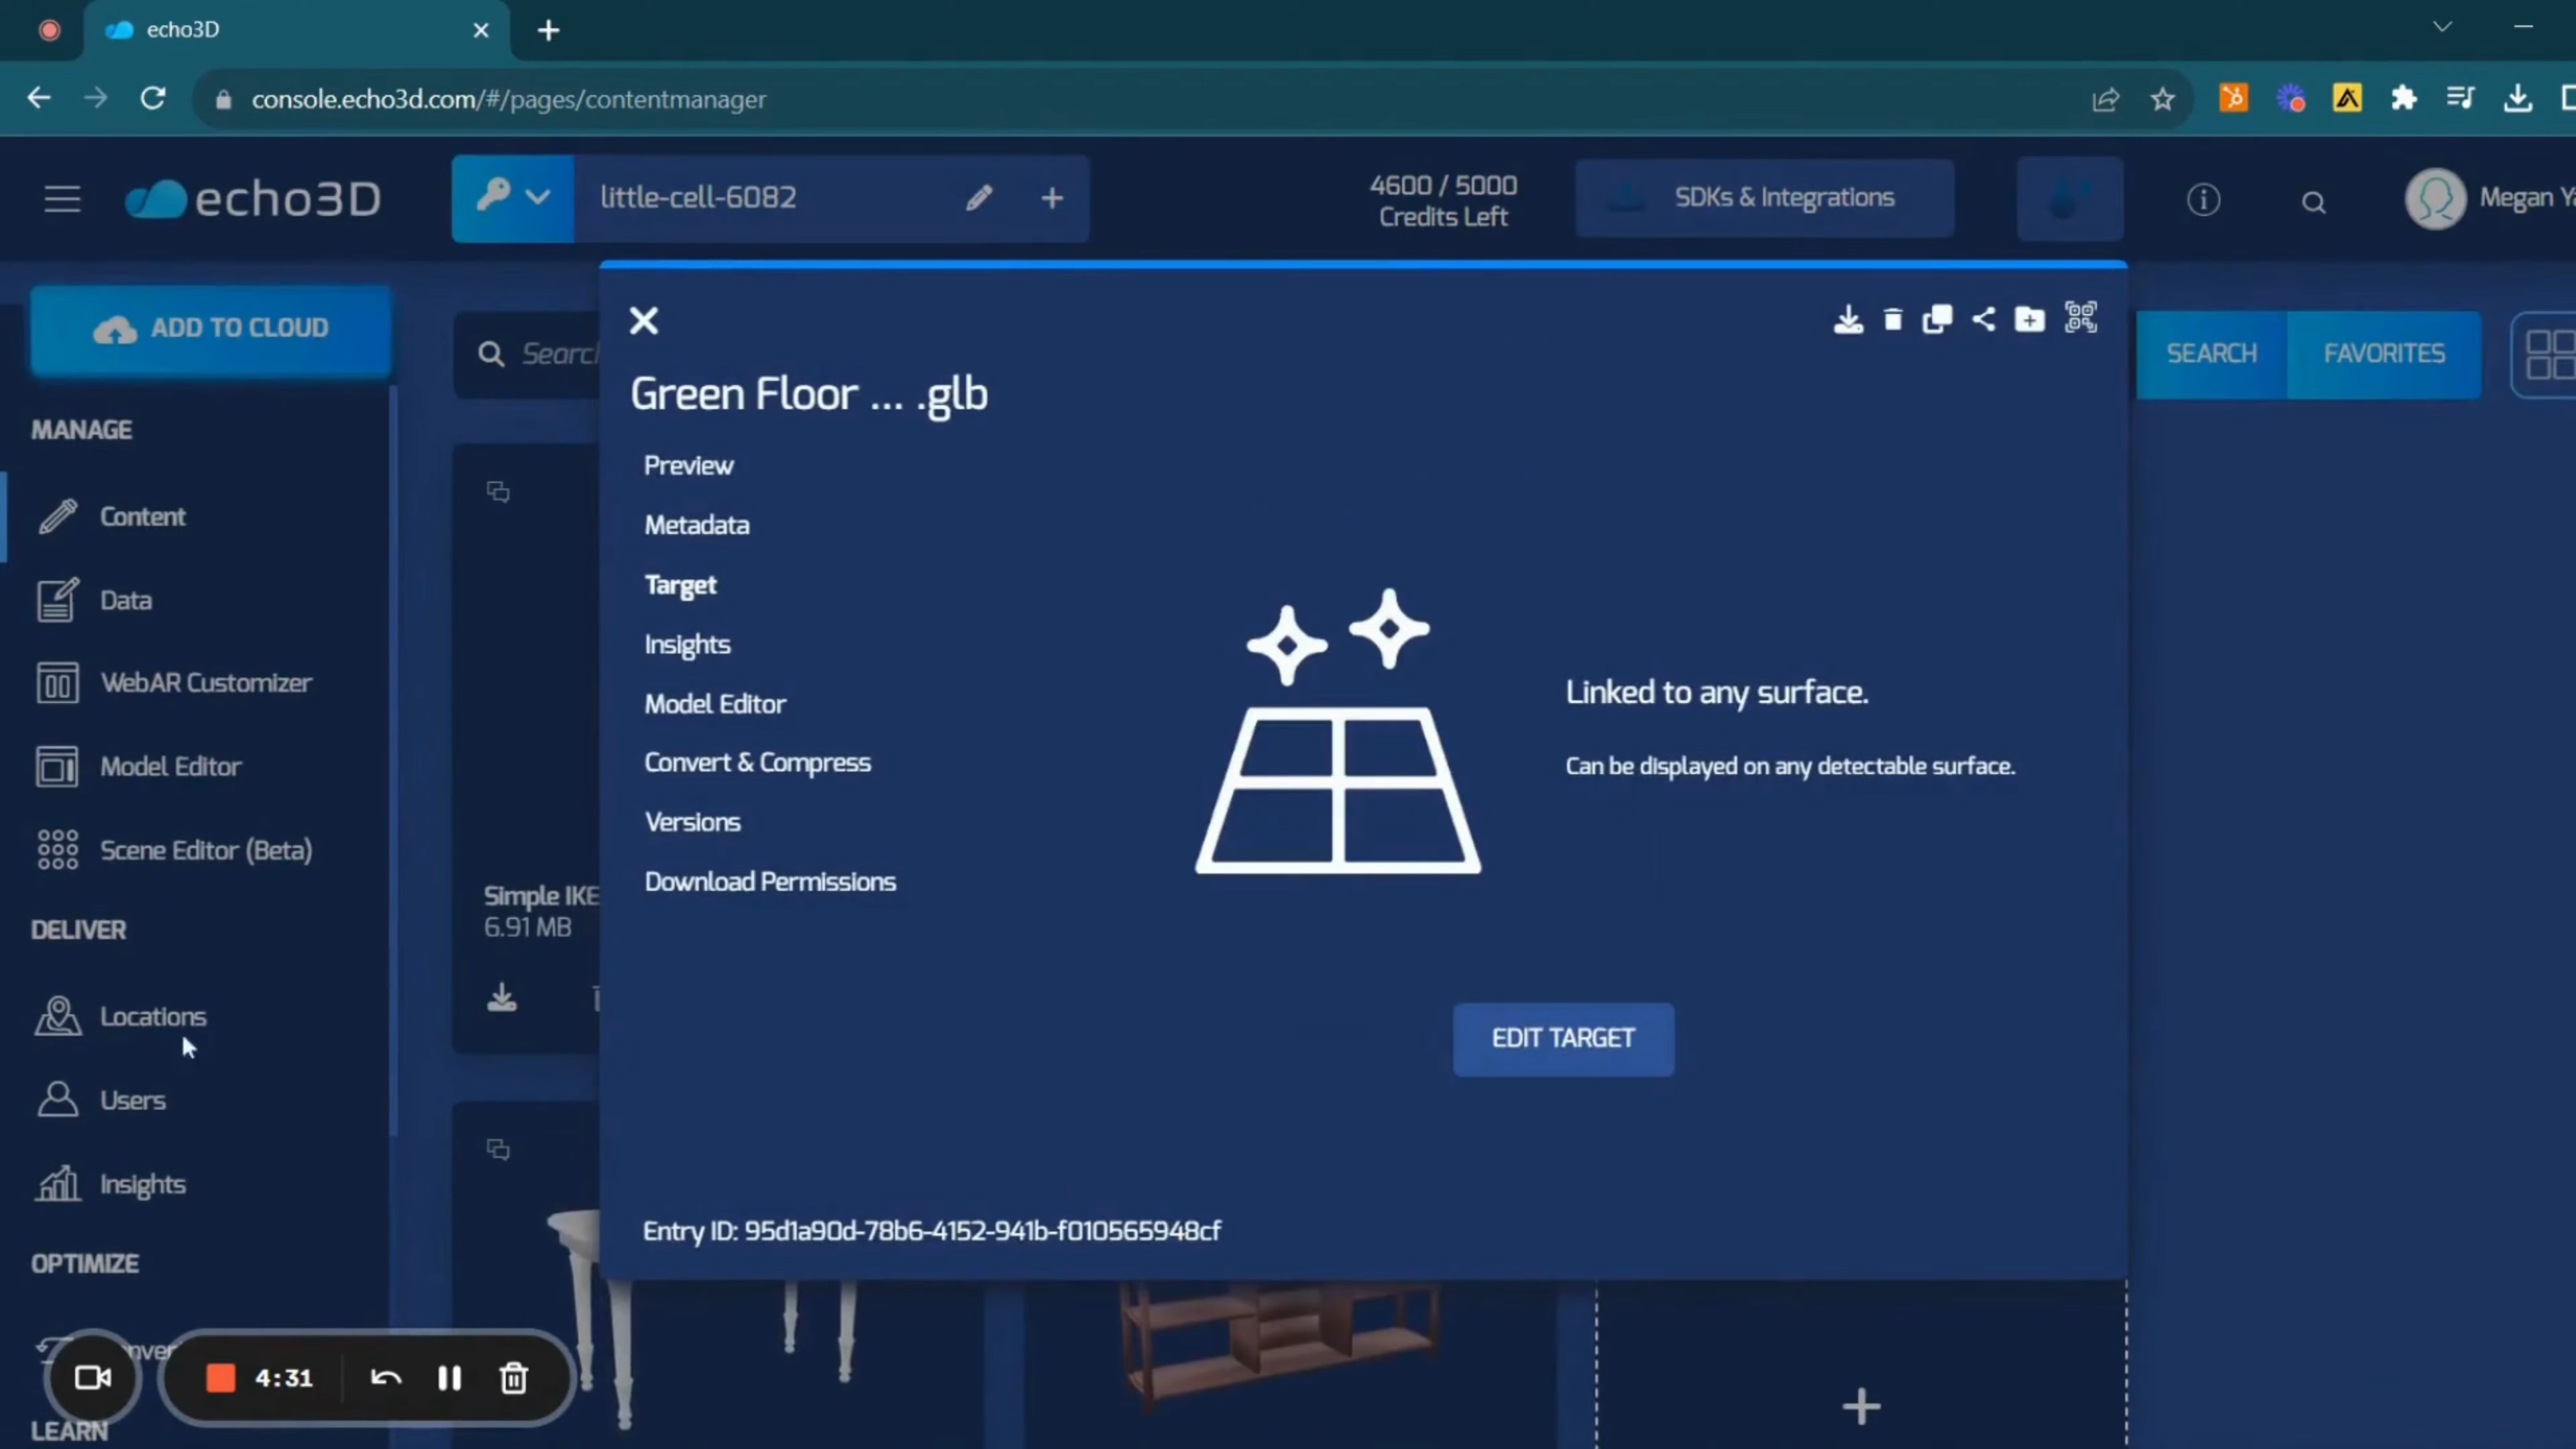 echo3D
console.echo3d.com/#/pages/contentmanager
echo3D
little-cell-6082
4600 / 5000
Credits Left
SDKs & Integrations
Megan
ADD TO CLOUD
MANAGE
Content
Data
WebAR Customizer
Model Editor
Scene Editor (Beta)
DELIVER
Locations
Users
Insights
OPTIMIZE
LEARN
SEARCH
FAVORITES
Simple IKE
6.91 MB
Green Floor ... .glb
Preview
Metadata
Target
Insights
Model Editor
Convert & Compress
Versions
Download Permissions
Linked to any surface.
Can be displayed on any detectable surface.
EDIT TARGET
Entry ID: 95d1a90d-78b6-4152-941b-f010565948cf
4:31